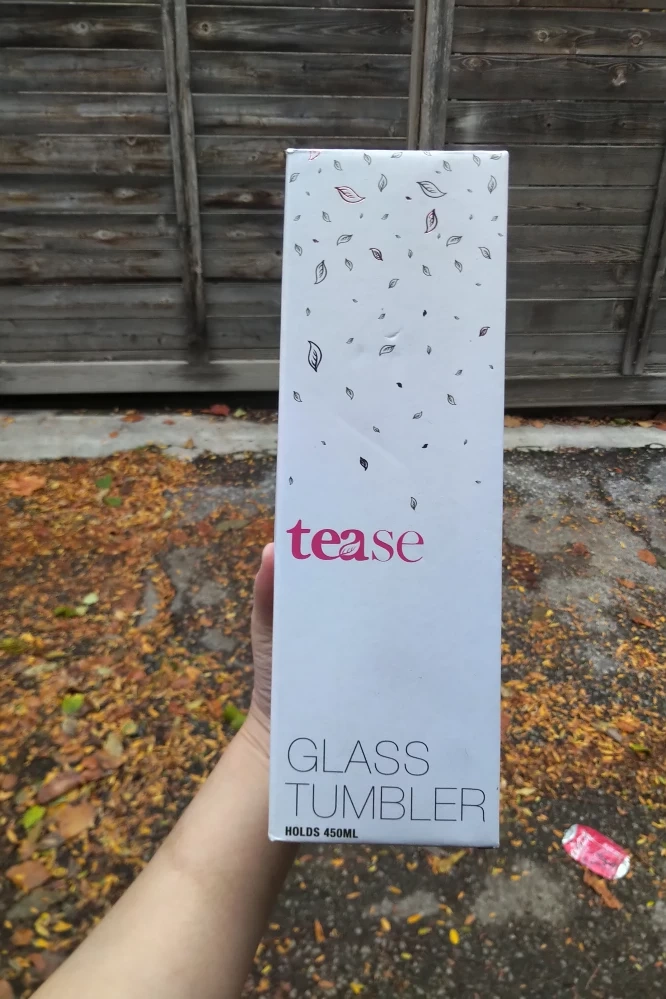 tease
GLASS
TUMBLER
HOLDS 450ML